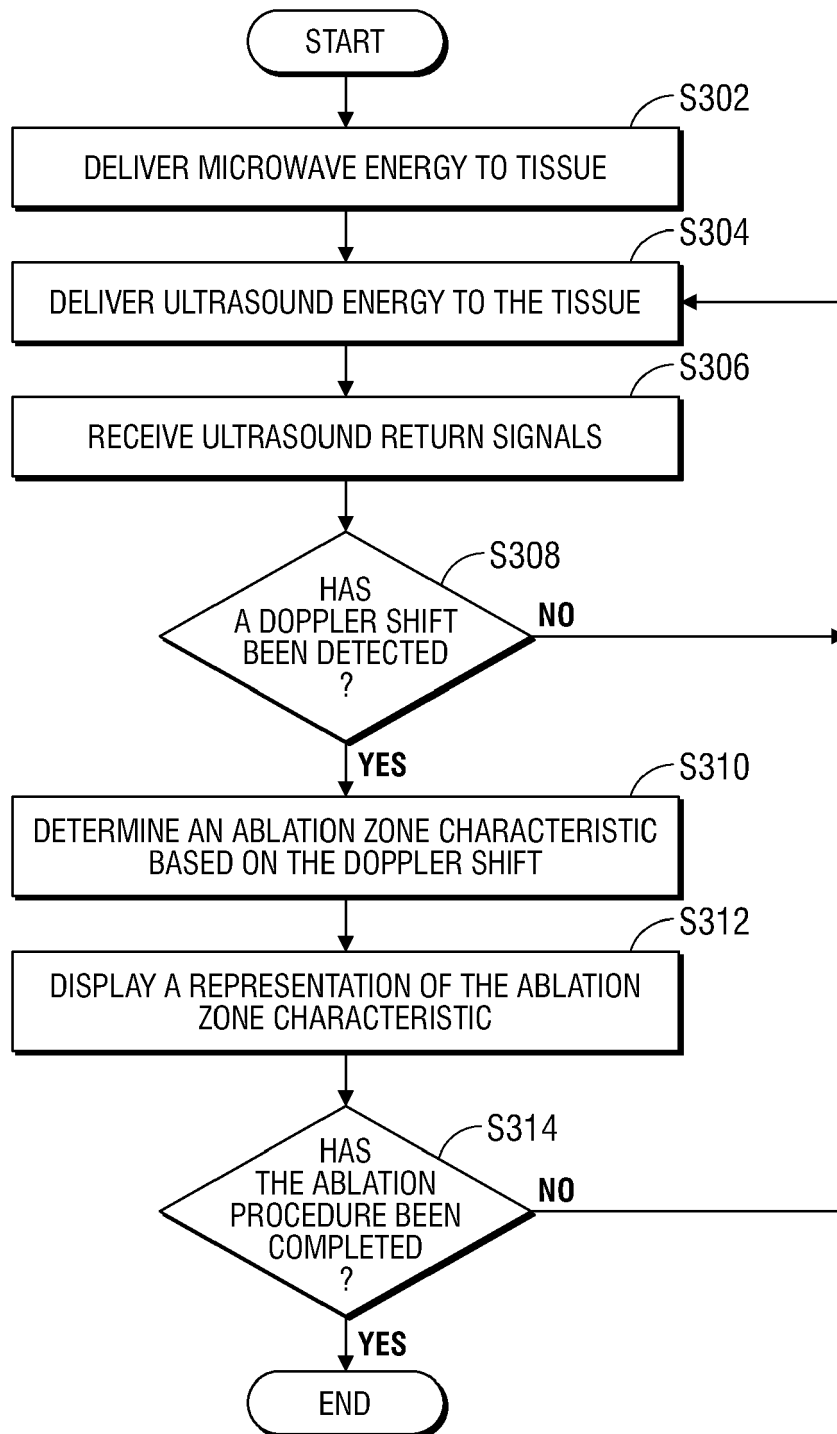 START
S302
DELIVER MICROWAVE ENERGY TO TISSUE
S304
DELIVER ULTRASOUND ENERGY TO THE TISSUE
S306
RECEIVE ULTRASOUND RETURN SIGNALS
S308
HAS
A DOPPLER SHIFT
BEEN DETECTED
?
NO
YES
S310
DETERMINE AN ABLATION ZONE CHARACTERISTIC
BASED ON THE DOPPLER SHIFT
S312
DISPLAY A REPRESENTATION OF THE ABLATION
ZONE CHARACTERISTIC
S314
HAS
THE ABLATION
PROCEDURE BEEN
COMPLETED
?
NO
YES
END